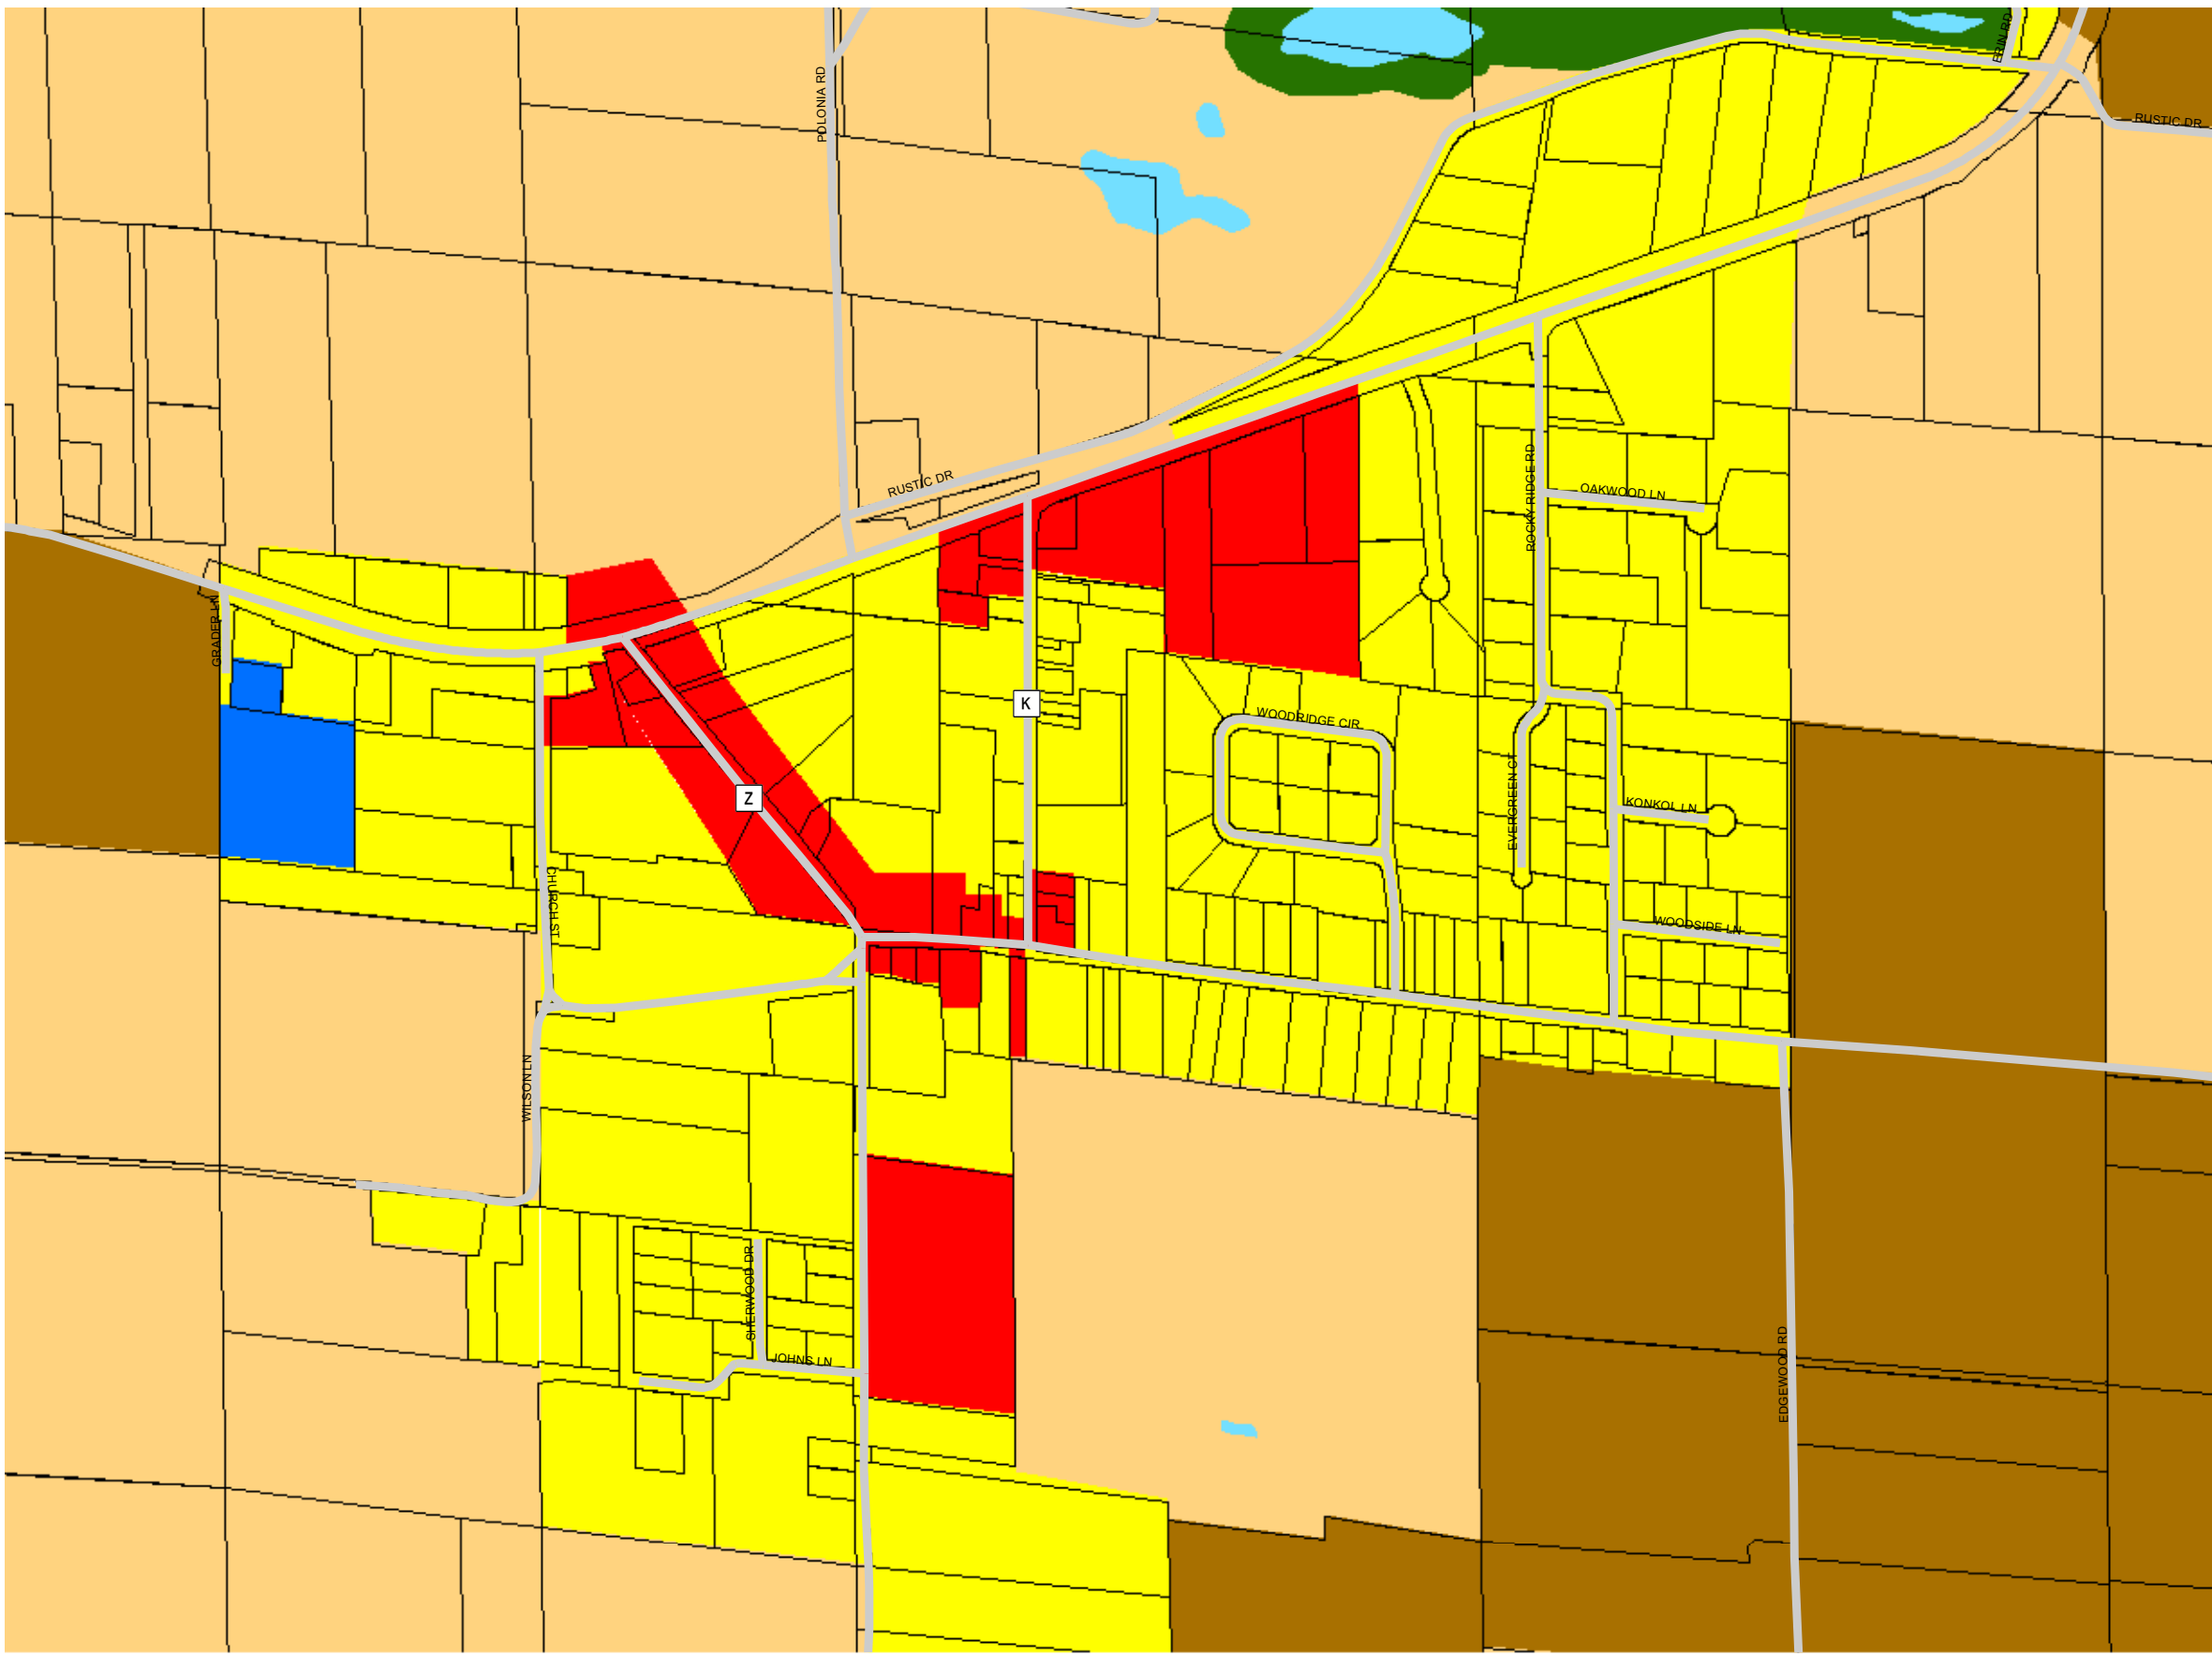 ERIN RD
POLONIA RD
RUSTIC DR
RUSTIC DR
ROCKY RIDGE RD
OAKWOOD LN
GRADER LN
K
WOODRIDGE CIR
Z
EVERGREEN CT
KONKOL LN
CHURCH ST
WOODSIDE LN
WILSON LN
SHERWOOD DR
JOHNS LN
EDGEWOOD RD